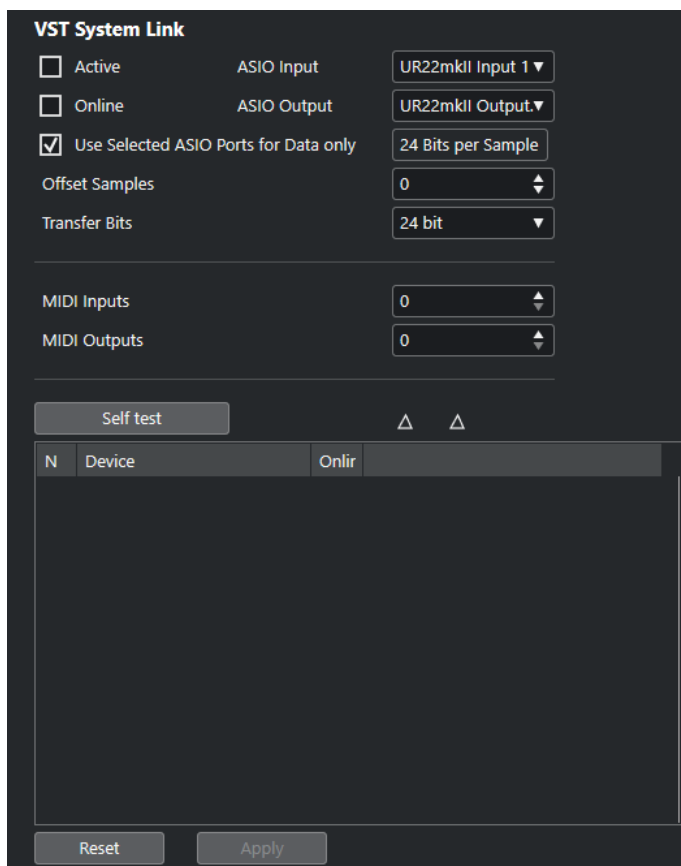 VST System Link
Active ASIO Input UR22mkII Input 1
Online ASIO Output UR22mkII Output.
Use Selected ASIO Ports for Data only 24 Bits per Sample
Offset Samples 0
Transfer Bits 24 bit
MIDI Inputs 0
MIDI Outputs 0
Self test
N Device Onlir
Reset Apply